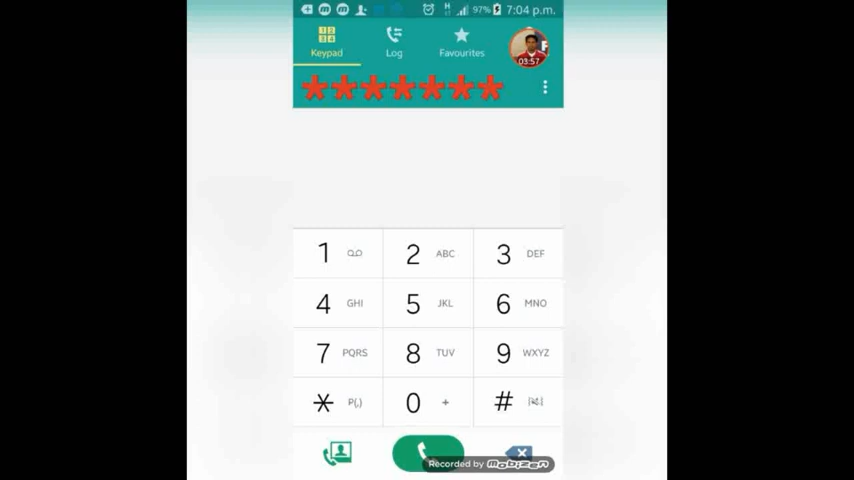 97% 7:04 p.m.
Keypad Log Favourites
03:57
*******
1 2 ABC 3 DEF
4 GHI 5 JKL 6 MNO
7 PQRS 8 TUV 9 WXYZ
* P(,) 0 + #
Recorded by mobizen